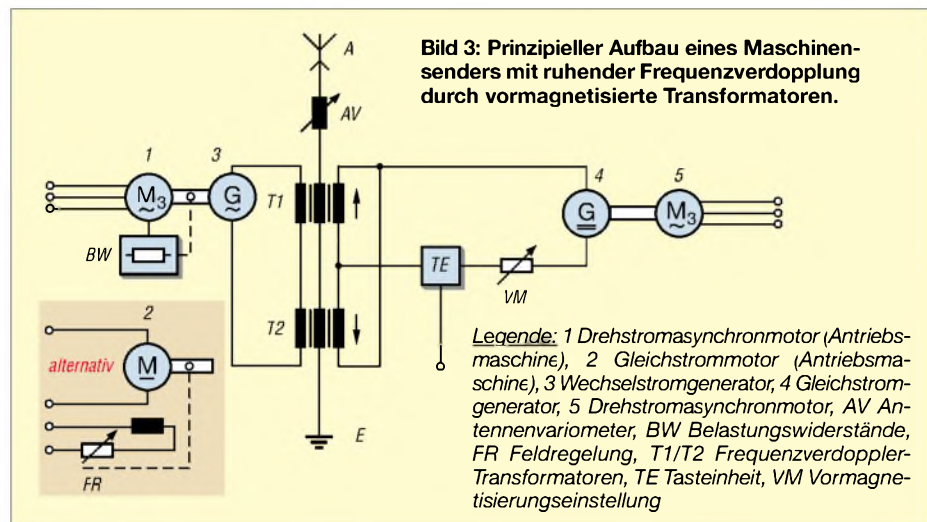 A
Bild 3: Prinzipieller Aufbau eines Maschinen-
senders mit ruhender Frequenzverdopplung
durch vormagnetisierte Transformatoren.
AV
1
3
4
5
M3
~
G
~
T1
G
=
M3
~
BW
TE
VM
2
T2
alternativ
M
E
FR
Legende: 1 Drehstromasynchronmotor (Antriebs-
maschine), 2 Gleichstrommotor (Antriebsma-
schine), 3 Wechselstromgenerator, 4 Gleichstrom-
generator, 5 Drehstromasynchronmotor, AV An-
tennenvariometer, BW Belastungswiderstände,
FR Feldregelung, T1/T2 Frequenzverdoppler-
Transformatoren, TE Tasteinheit, VM Vormagne-
tisierungseinstellung